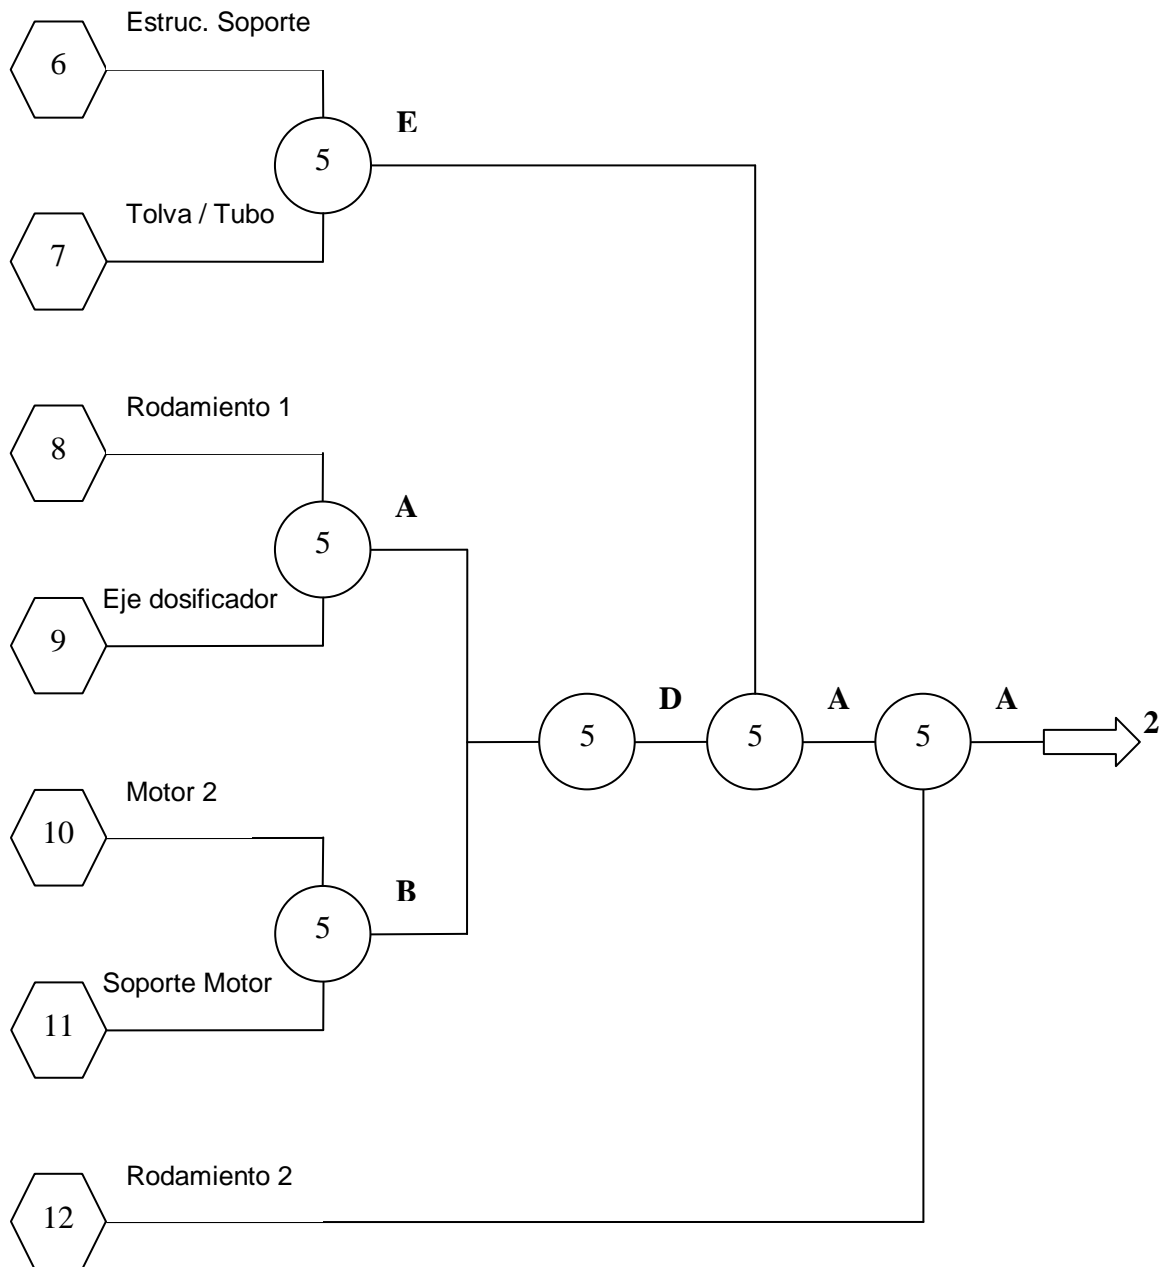 Estruc. Soporte
6
E
5
Tolva / Tubo
7
Rodamiento 1
8
A
5
Eje dosificador
9
D
A
A
2
5
5
5
Motor 2
10
B
5
Soporte Motor
11
Rodamiento 2
12